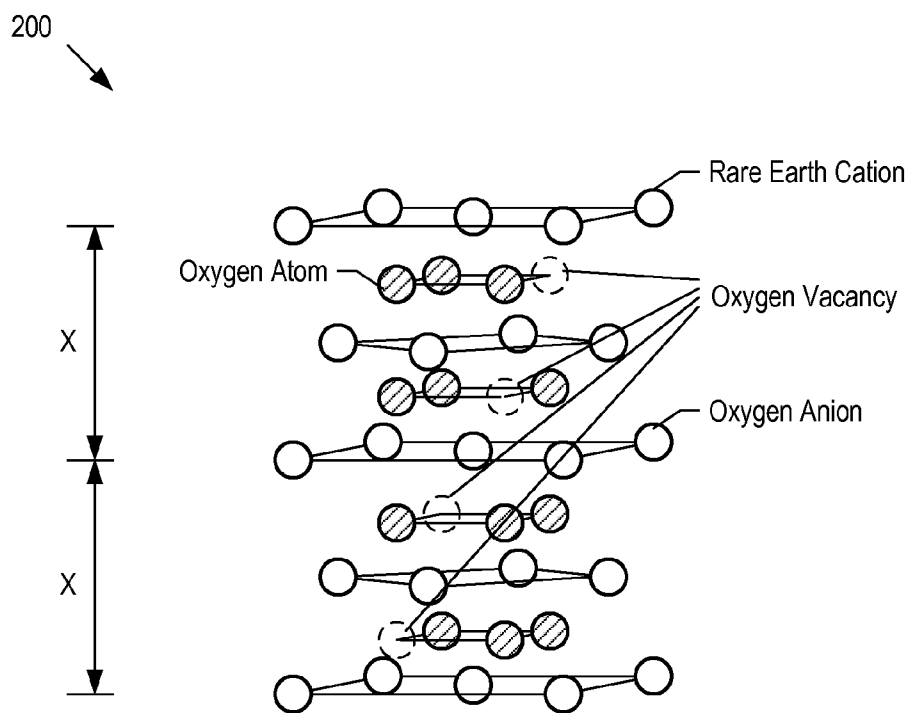 200
Rare Earth Cation
Oxygen Atom
Oxygen Vacancy
X
Oxygen Anion
X